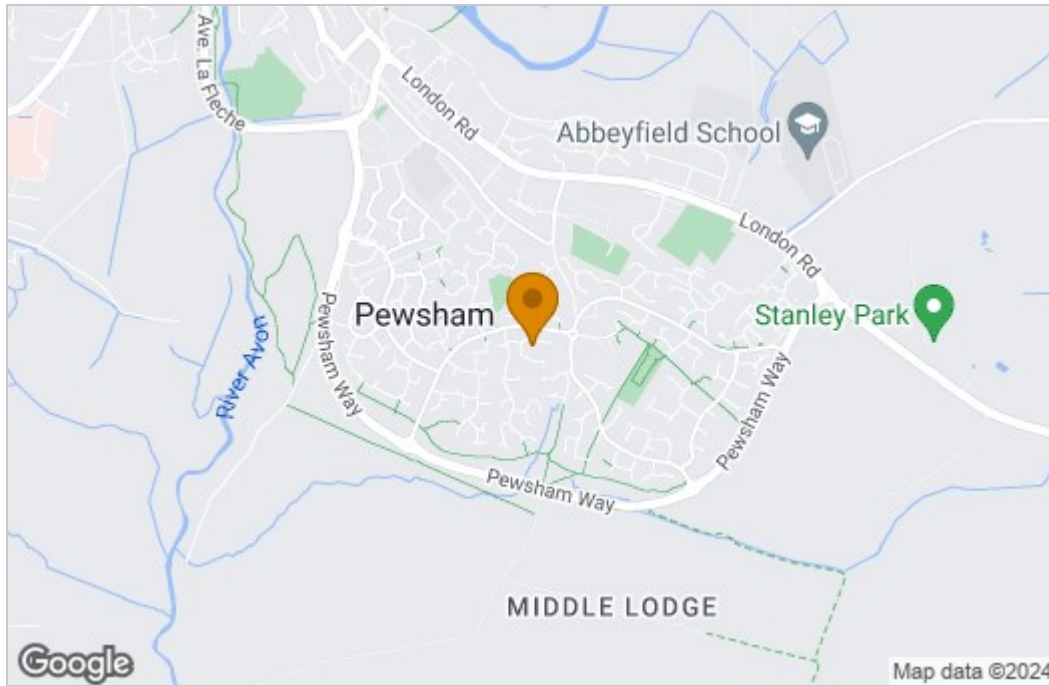 Ave. La Fleche
London Rd
Abbeyfield School
London Rd
Pewsham
Stanley Park
River Avon
Pewsham Way
Pewsham Way
Pewsham Way
MIDDLE LODGE
Google
Map data ©2024